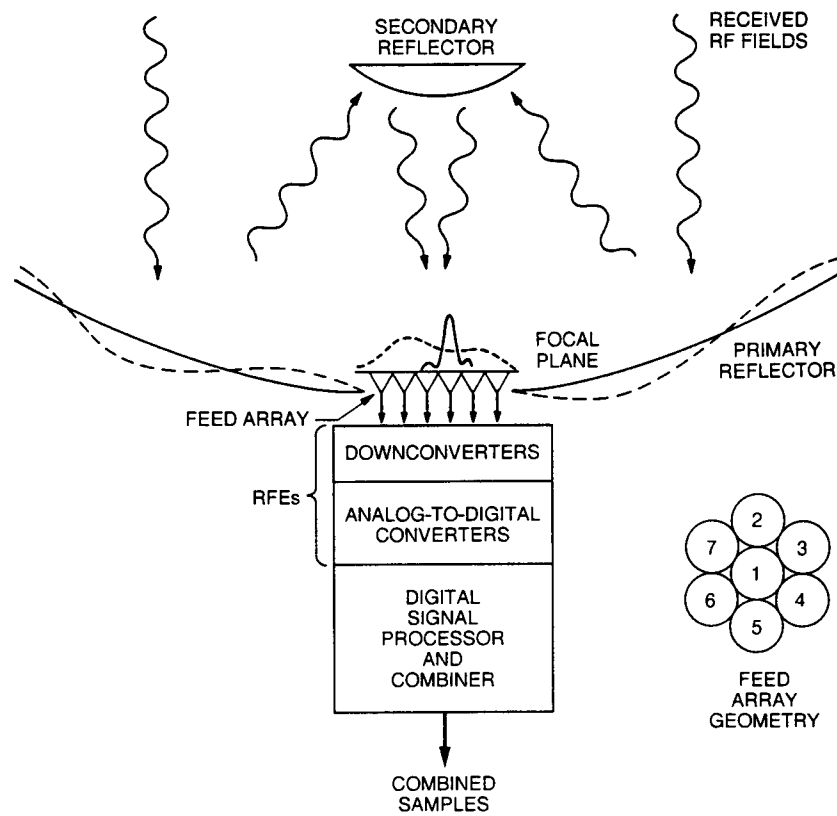 SECONDARY
REFLECTOR
RECEIVED
RF FIELDS
FOCAL
PLANE
PRIMARY
REFLECTOR
FEED ARRAY
RFEs
DOWNCONVERTERS
ANALOG-TO-DIGITAL
CONVERTERS
DIGITAL
SIGNAL
PROCESSOR
AND
COMBINER
COMBINED
SAMPLES
2
7
3
1
6
4
5
FEED
ARRAY
GEOMETRY